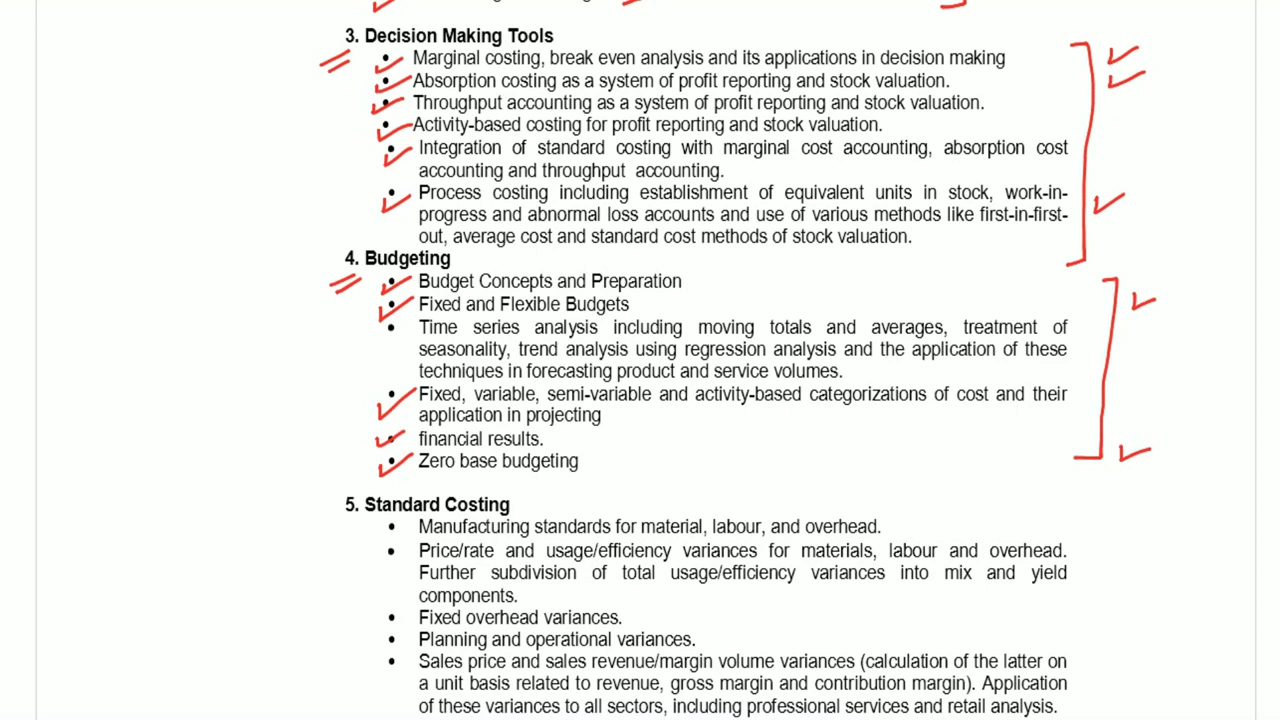 3. Decision Making Tools
• Marginal costing, break even analysis and its applications in decision making
• Absorption costing as a system of profit reporting and stock valuation.
• Throughput accounting as a system of profit reporting and stock valuation.
• Activity-based costing for profit reporting and stock valuation.
• Integration of standard costing with marginal cost accounting, absorption cost
accounting and throughput accounting.
• Process costing including establishment of equivalent units in stock, work-in-
progress and abnormal loss accounts and use of various methods like first-in-first-
out, average cost and standard cost methods of stock valuation.
4. Budgeting
• Budget Concepts and Preparation
• Fixed and Flexible Budgets
• Time series analysis including moving totals and averages, treatment of
seasonality, trend analysis using regression analysis and the application of these
techniques in forecasting product and service volumes.
• Fixed, variable, semi-variable and activity-based categorizations of cost and their
application in projecting
• financial results.
• Zero base budgeting
5. Standard Costing
• Manufacturing standards for material, labour, and overhead.
• Price/rate and usage/efficiency variances for materials, labour and overhead.
Further subdivision of total usage/efficiency variances into mix and yield
components.
• Fixed overhead variances.
• Planning and operational variances.
• Sales price and sales revenue/margin volume variances (calculation of the latter on
a unit basis related to revenue, gross margin and contribution margin). Application
of these variances to all sectors, including professional services and retail analysis.